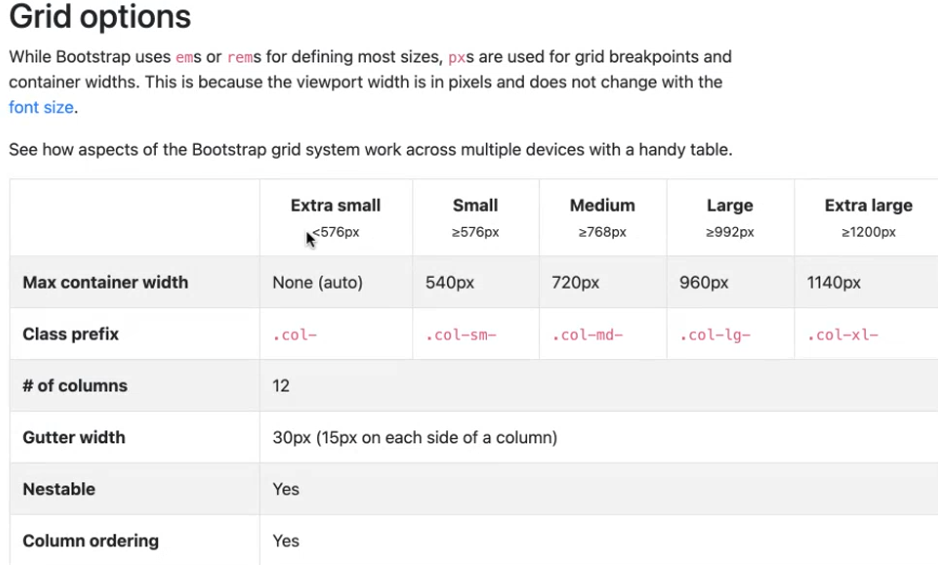 Grid options
While Bootstrap uses ems or rems for defining most sizes, pxs are used for grid breakpoints and
container widths. This is because the viewport width is in pixels and does not change with the
font size.
See how aspects of the Bootstrap grid system work across multiple devices with a handy table.
Extra small Small Medium Large Extra large
<576px ≥576px ≥768px ≥992px ≥1200px
Max container width None (auto) 540px 720px 960px 1140px
Class prefix .col- .col-sm- .col-md- .col-lg- .col-xl-
# of columns 12
Gutter width 30px (15px on each side of a column)
Nestable Yes
Column ordering Yes